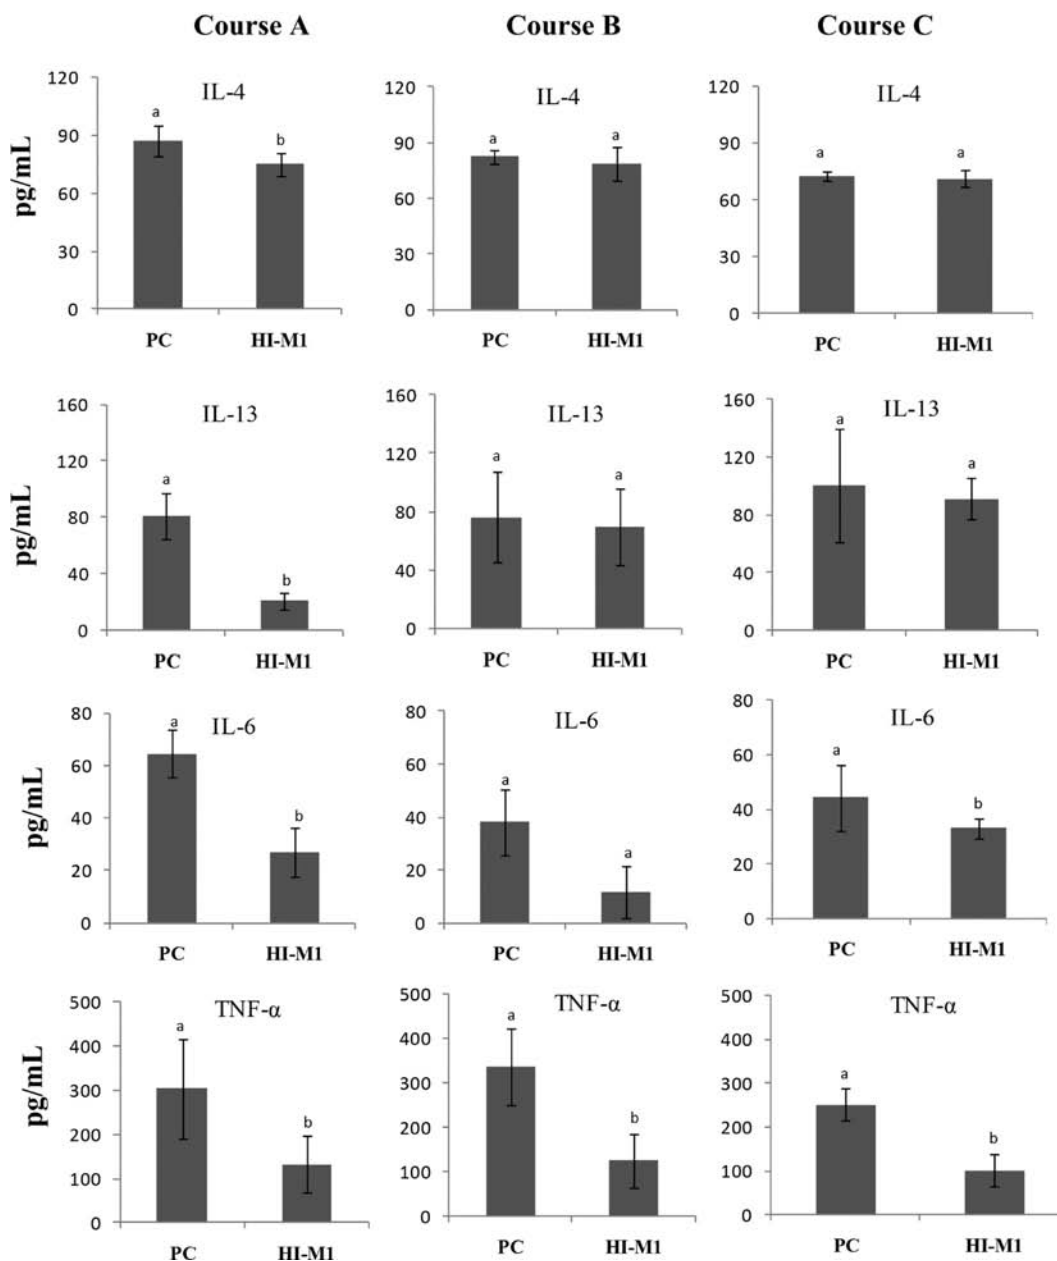 Course A Course B Course C
IL-4 IL-4 IL-4
pg/mL
120 120 120
90 90 90
60 60 60
30 30 30
0 0 0
a b a a a a
PC HI-M1 PC HI-M1 PC HI-M1
IL-13 IL-13 IL-13
pg/mL
160 160 160
120 120 120
80 80 80
40 40 40
0 0 0
a b a a a a
PC HI-M1 PC HI-M1 PC HI-M1
IL-6 IL-6 IL-6
pg/mL
80 80 80
60 60 60
40 40 40
20 20 20
0 0 0
a b a a a b
PC HI-M1 PC HI-M1 PC HI-M1
TNF-α TNF-α TNF-α
pg/mL
500 500 500
400 400 400
300 300 300
200 200 200
100 100 100
0 0 0
a b a b a b
PC HI-M1 PC HI-M1 PC HI-M1